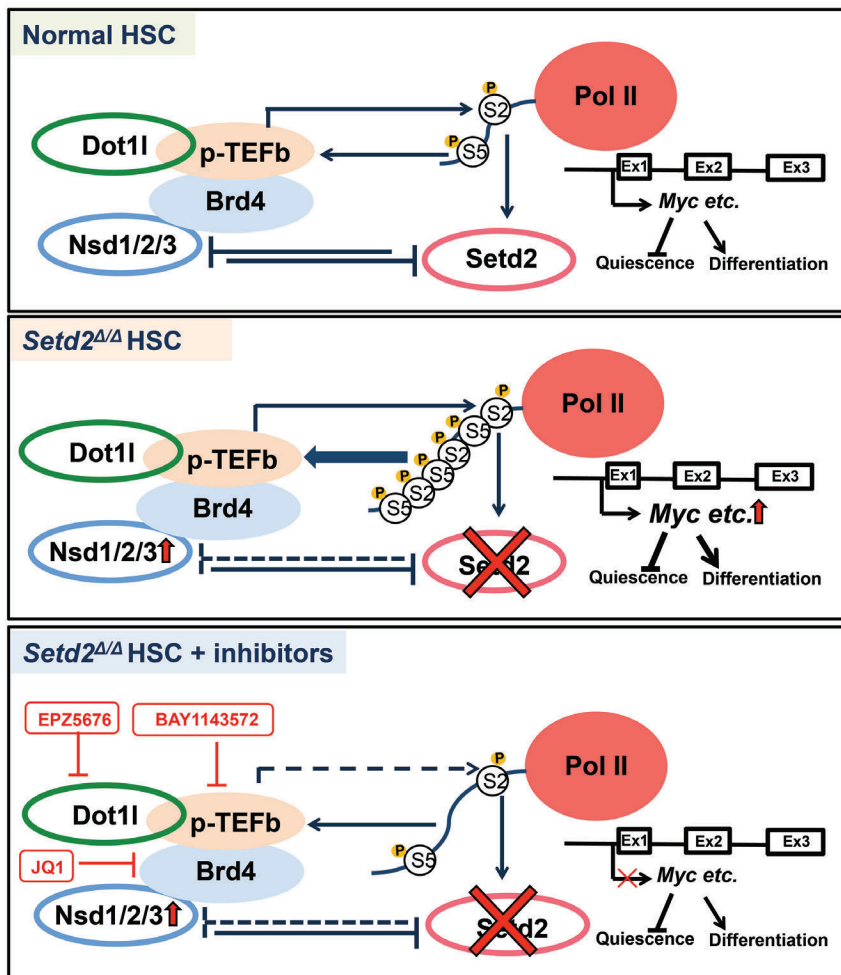 Normal HSC
P
S2
Pol II
P
S5
Dot1l
p-TEFb
Brd4
Nsd1/2/3
Setd2
Ex1
Ex2
Ex3
Myc etc.
Quiescence
Differentiation
Setd2Δ/Δ HSC
P
S2
Pol II
P
S5
P
S2
P
S5
P
S2
P
S5
Dot1l
p-TEFb
Brd4
Nsd1/2/3
Setd2
Ex1
Ex2
Ex3
Myc etc.
Quiescence
Differentiation
Setd2Δ/Δ HSC + inhibitors
EPZ5676
BAY1143572
P
S2
Pol II
P
S5
Dot1l
p-TEFb
JQ1
Brd4
Nsd1/2/3
Setd2
Ex1
Ex2
Ex3
Myc etc.
Quiescence
Differentiation